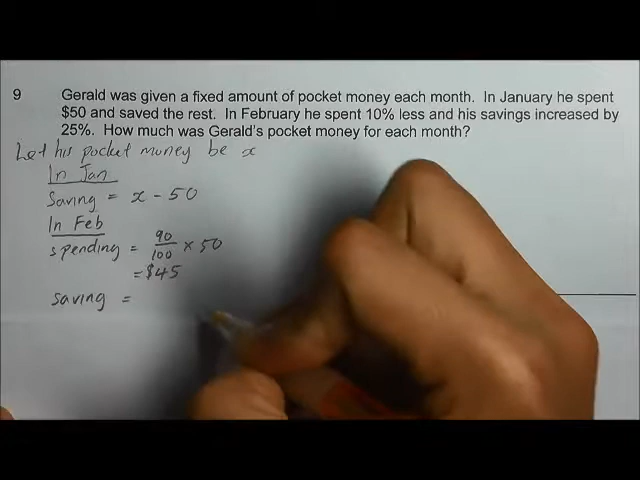 9 Gerald was given a fixed amount of pocket money each month. In January he spent
$50 and saved the rest. In February he spent 10% less and his savings increased by
25%. How much was Gerald's pocket money for each month?
Let his pocket money be x
In Jan
Saving = x - 50
In Feb
spending = 90/100 × 50
= $45
saving =